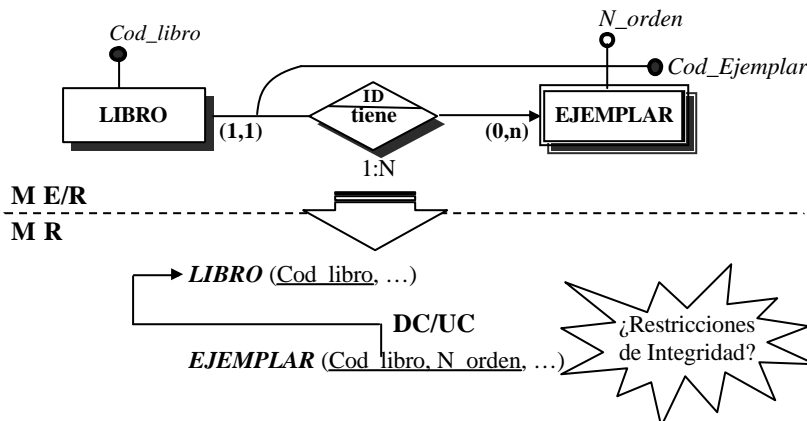 Cod_libro
N_orden
Cod_Ejemplar
ID
LIBRO
tiene
EJEMPLAR
(1,1)
(0,n)
1:N
M E/R
M R
LIBRO (Cod_libro, …)
DC/UC
EJEMPLAR (Cod_libro, N_orden, …)
¿Restricciones
de Integridad?